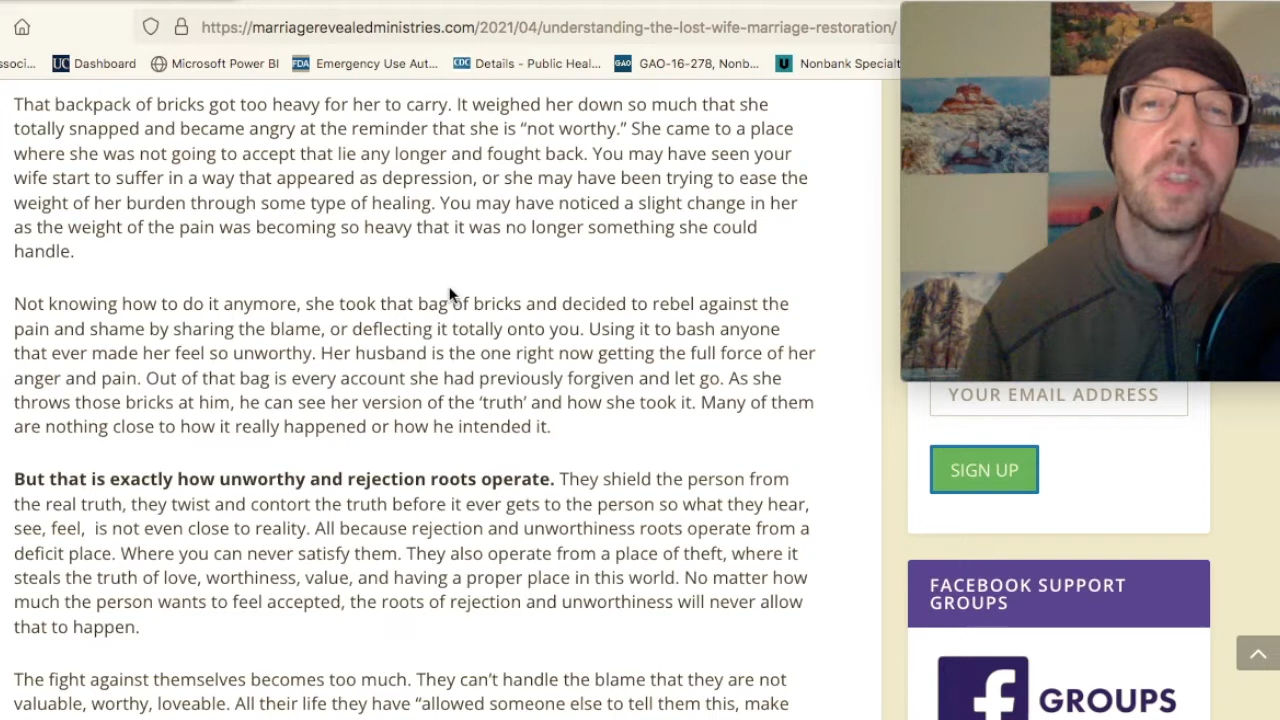 https://marriagerevealedministries.com/2021/04/understanding-the-lost-wife-marriage-restoration/
ssoci... UC Dashboard Microsoft Power BI FDA Emergency Use Aut... CDC Details - Public Heal... GAO GAO-16-278, Nonb... U Nonbank Specialt
That backpack of bricks got too heavy for her to carry. It weighed her down so much that she
totally snapped and became angry at the reminder that she is “not worthy.” She came to a place
where she was not going to accept that lie any longer and fought back. You may have seen your
wife start to suffer in a way that appeared as depression, or she may have been trying to ease the
weight of her burden through some type of healing. You may have noticed a slight change in her
as the weight of the pain was becoming so heavy that it was no longer something she could
handle.
Not knowing how to do it anymore, she took that bag of bricks and decided to rebel against the
pain and shame by sharing the blame, or deflecting it totally onto you. Using it to bash anyone
that ever made her feel so unworthy. Her husband is the one right now getting the full force of her
anger and pain. Out of that bag is every account she had previously forgiven and let go. As she
throws those bricks at him, he can see her version of the ‘truth’ and how she took it. Many of them
are nothing close to how it really happened or how he intended it.
But that is exactly how unworthy and rejection roots operate. They shield the person from
the real truth, they twist and contort the truth before it ever gets to the person so what they hear,
see, feel,  is not even close to reality. All because rejection and unworthiness roots operate from a
deficit place. Where you can never satisfy them. They also operate from a place of theft, where it
steals the truth of love, worthiness, value, and having a proper place in this world. No matter how
much the person wants to feel accepted, the roots of rejection and unworthiness will never allow
that to happen.
The fight against themselves becomes too much. They can’t handle the blame that they are not
valuable, worthy, loveable. All their life they have “allowed someone else to tell them this, make
YOUR EMAIL ADDRESS
SIGN UP
FACEBOOK SUPPORT
GROUPS
f GROUPS